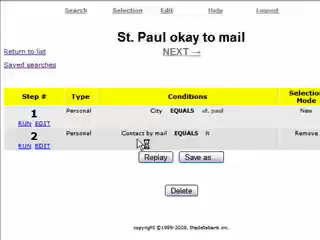 Search Selection Edit Help Logout
St. Paul okay to mail
Return to list NEXT →
Saved searches
Step # Type Conditions Selection Mode
1 Personal City EQUALS st. paul New
RUN EDIT
2 Personal Contact by mail EQUALS N Remove
RUN EDIT
Replay Save as...
Delete
copyright ©1999-2009, thedatabank inc.